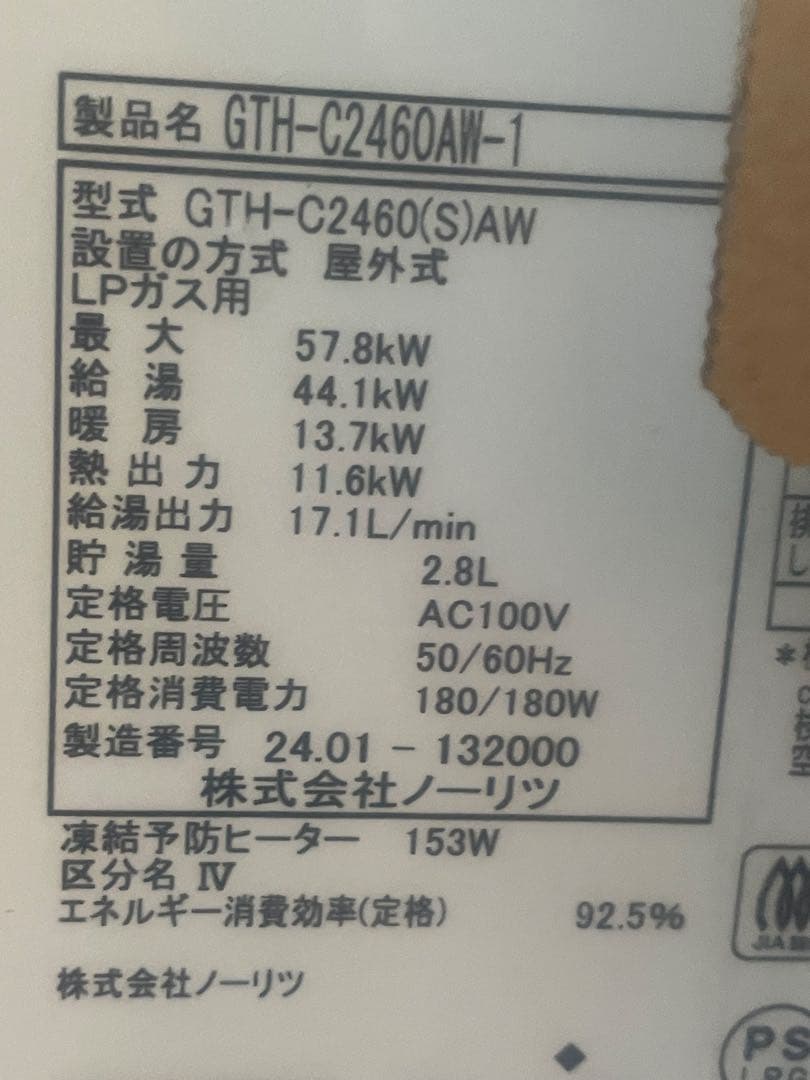 製品名 GTH-C2460AW-1
型式 GTH-C2460(S)AW
設置の方式 屋外式
LPガス用
最大 57.8kW
給湯 44.1kW
暖房 13.7kW
熱出力 11.6kW
給湯出力 17.1L/min
貯湯量 2.8L
定格電圧 AC100V
定格周波数 50/60Hz
定格消費電力 180/180W
製造番号 24.01-132000
株式会社ノーリツ
凍結予防ヒーター 153W
区分名 Ⅳ
エネルギー消費効率(定格) 92.5%
株式会社ノーリツ
し
JIA
PS
LPG